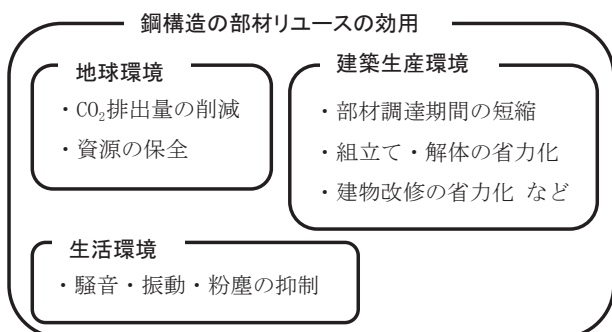 鋼構造の部材リユースの効用
地球環境
・CO₂排出量の削減
・資源の保全
建築生産環境
・部材調達期間の短縮
・組立て・解体の省力化
・建物改修の省力化 など
生活環境
・騒音・振動・粉塵の抑制